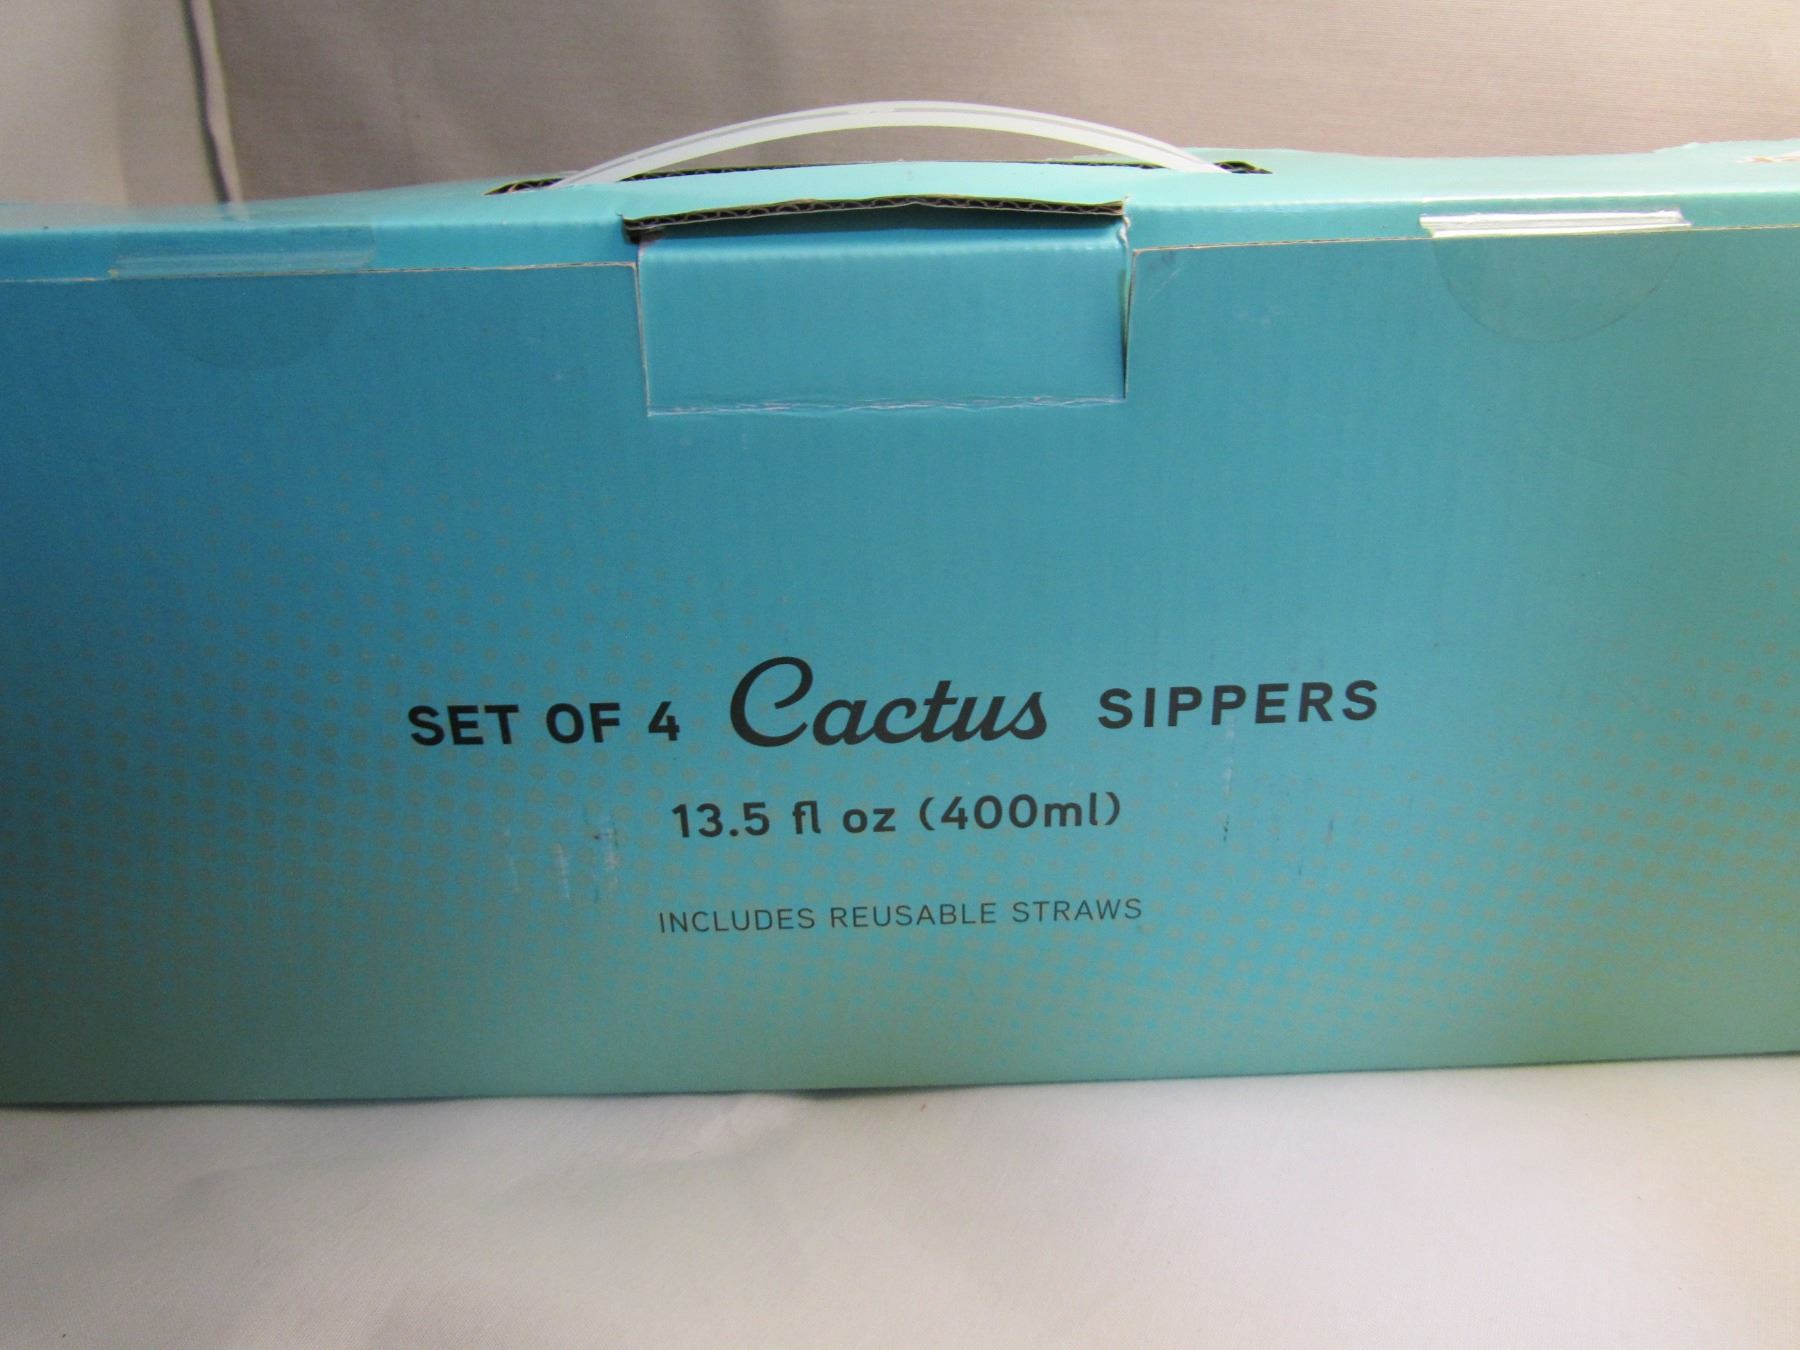 SET OF 4 Cactus SIPPERS
13.5 fl oz (400ml)
INCLUDES REUSABLE STRAWS